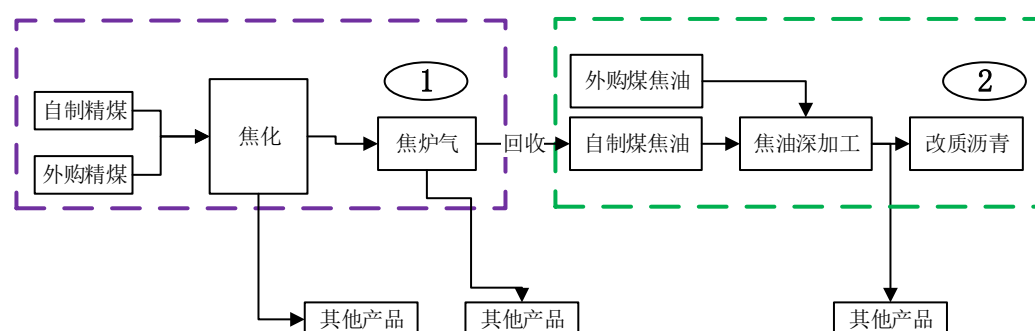 ①
②
外购煤焦油
自制精煤
焦化
焦炉气
回收
自制煤焦油
焦油深加工
改质沥青
外购精煤
其他产品
其他产品
其他产品